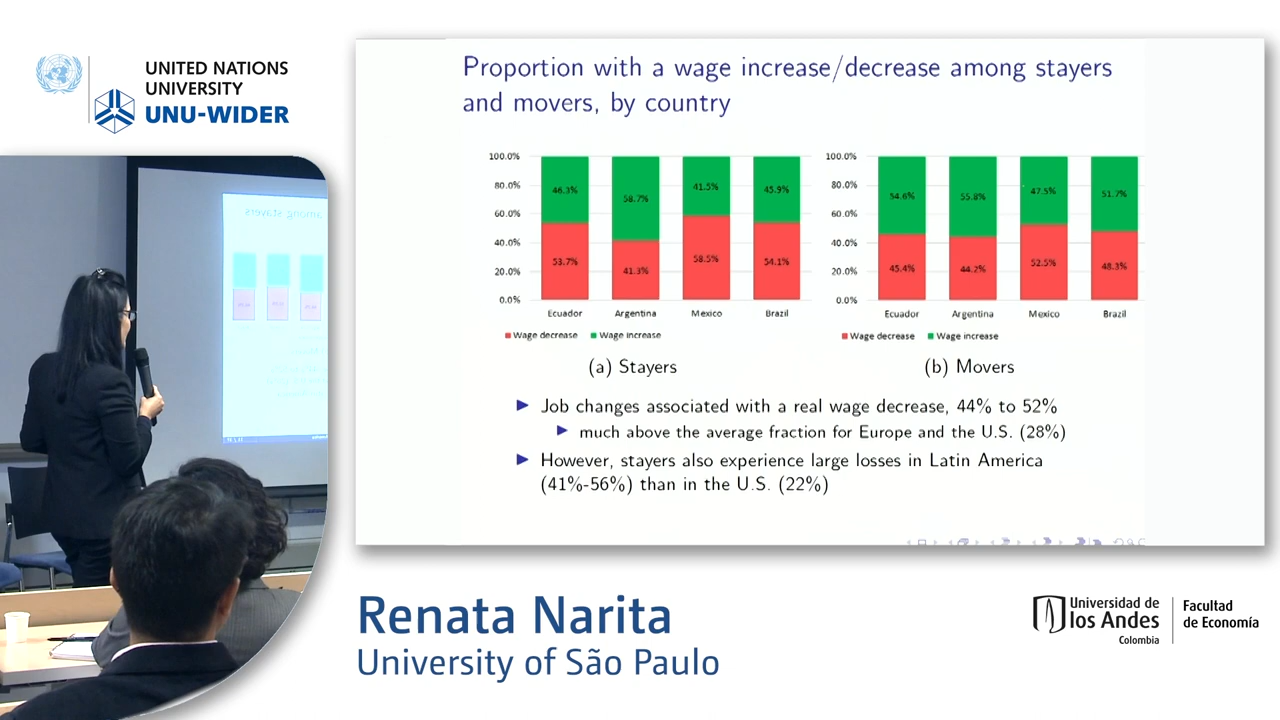 UNITED NATIONS
UNIVERSITY
UNU-WIDER
Proportion with a wage increase/decrease among stayers
and movers, by country
100.0%
80.0%
60.0%
40.0%
20.0%
0.0%
46.3%
58.7%
41.5%
45.9%
53.7%
41.3%
58.5%
54.1%
Ecuador
Argentina
Mexico
Brazil
Wage decrease
Wage increase
(a) Stayers
100.0%
80.0%
60.0%
40.0%
20.0%
0.0%
54.6%
55.8%
47.5%
51.7%
45.4%
44.2%
52.5%
48.3%
Ecuador
Argentina
Mexico
Brazil
Wage decrease
Wage increase
(b) Movers
Job changes associated with a real wage decrease, 44% to 52%
much above the average fraction for Europe and the U.S. (28%)
However, stayers also experience large losses in Latin America
(41%-56%) than in the U.S. (22%)
Renata Narita
University of São Paulo
Universidad de
los Andes
Colombia
Facultad
de Economía